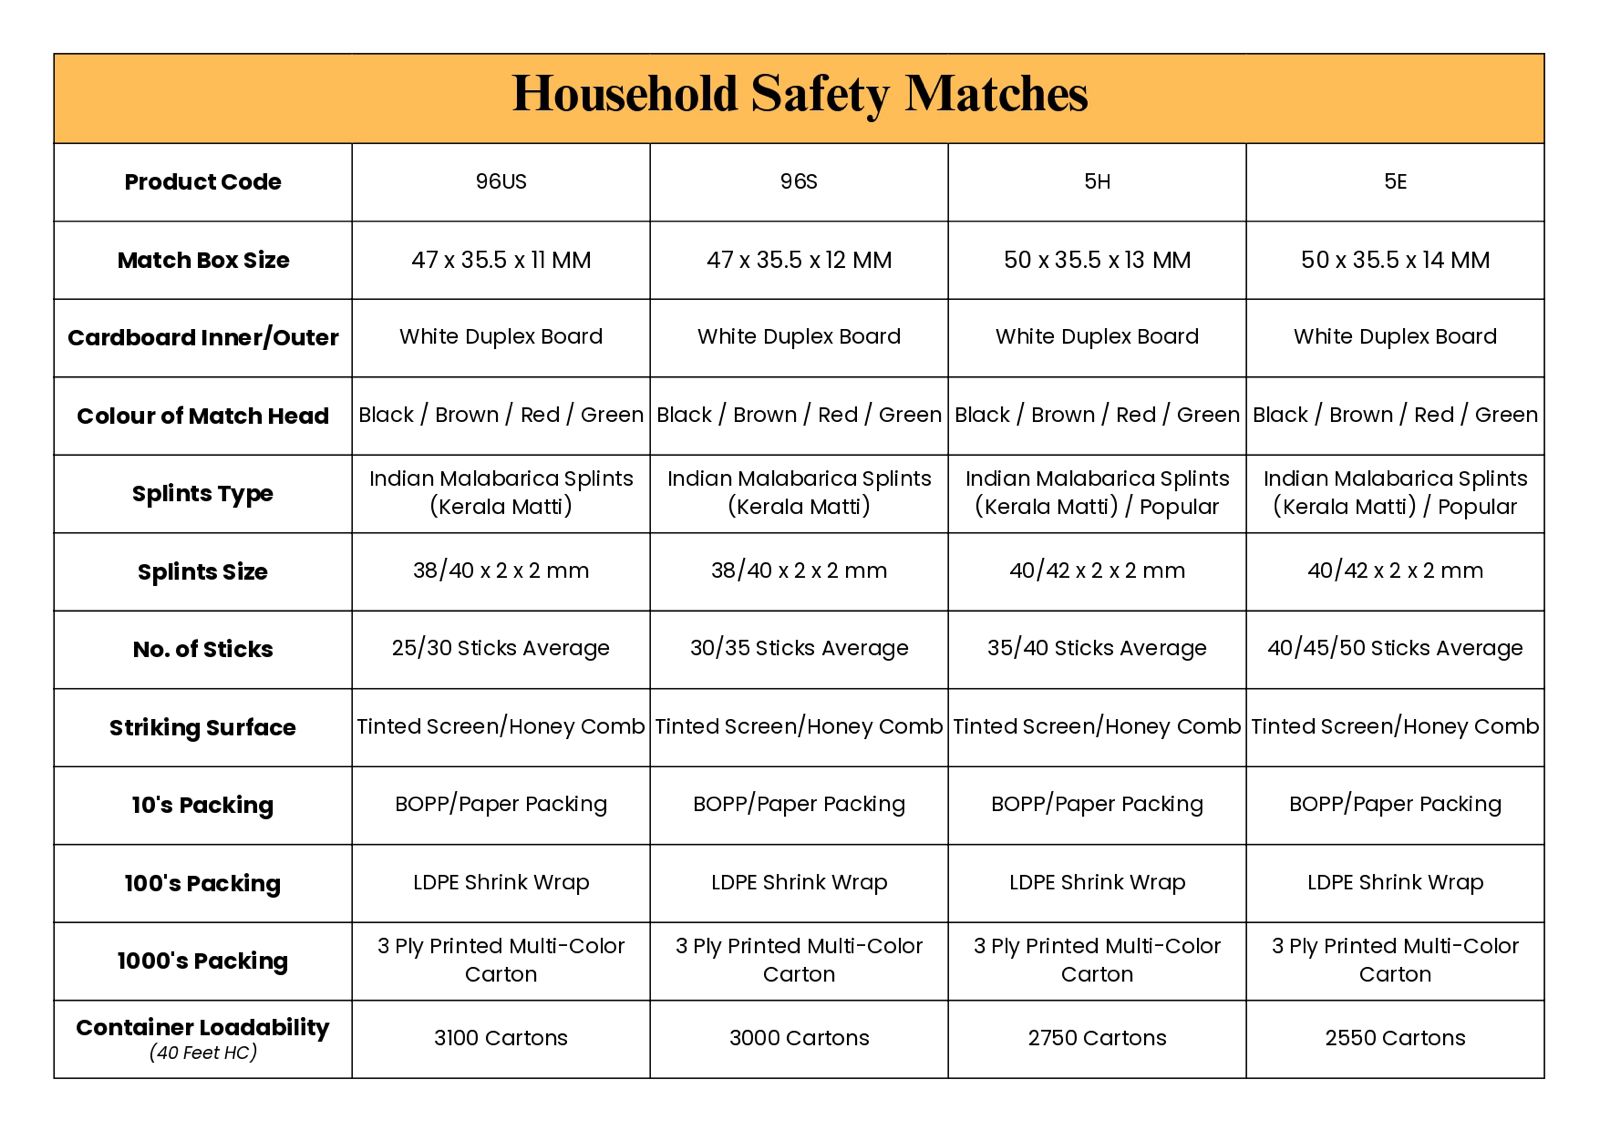 Household Safety Matches
Product Code 96US 96S 5H 5E
Match Box Size 47 x 35.5 x 11 MM 47 x 35.5 x 12 MM 50 x 35.5 x 13 MM 50 x 35.5 x 14 MM
Cardboard Inner/Outer White Duplex Board White Duplex Board White Duplex Board White Duplex Board
Colour of Match Head Black / Brown / Red / Green Black / Brown / Red / Green Black / Brown / Red / Green Black / Brown / Red / Green
Splints Type Indian Malabarica Splints Indian Malabarica Splints Indian Malabarica Splints Indian Malabarica Splints
(Kerala Matti) (Kerala Matti) (Kerala Matti) / Popular (Kerala Matti) / Popular
Splints Size 38/40 x 2 x 2 mm 38/40 x 2 x 2 mm 40/42 x 2 x 2 mm 40/42 x 2 x 2 mm
No. of Sticks 25/30 Sticks Average 30/35 Sticks Average 35/40 Sticks Average 40/45/50 Sticks Average
Striking Surface Tinted Screen/Honey Comb Tinted Screen/Honey Comb Tinted Screen/Honey Comb Tinted Screen/Honey Comb
10's Packing BOPP/Paper Packing BOPP/Paper Packing BOPP/Paper Packing BOPP/Paper Packing
100's Packing LDPE Shrink Wrap LDPE Shrink Wrap LDPE Shrink Wrap LDPE Shrink Wrap
1000's Packing 3 Ply Printed Multi-Color 3 Ply Printed Multi-Color 3 Ply Printed Multi-Color 3 Ply Printed Multi-Color
Carton Carton Carton Carton
Container Loadability 3100 Cartons 3000 Cartons 2750 Cartons 2550 Cartons
(40 Feet HC)